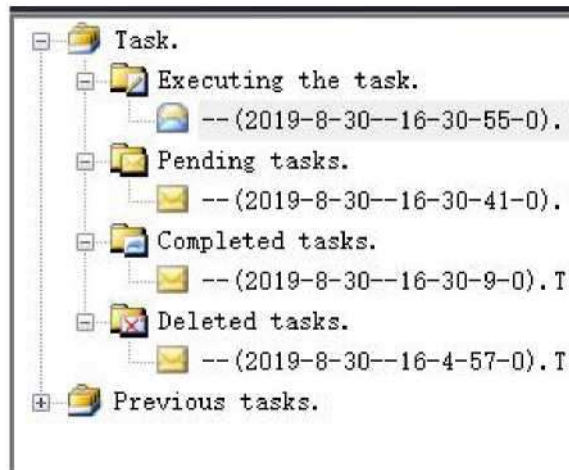 Task.
Executing the task.
--(2019-8-30--16-30-55-0).
Pending tasks.
--(2019-8-30--16-30-41-0).
Completed tasks.
--(2019-8-30--16-30-9-0).T
Deleted tasks.
--(2019-8-30--16-4-57-0).T
Previous tasks.